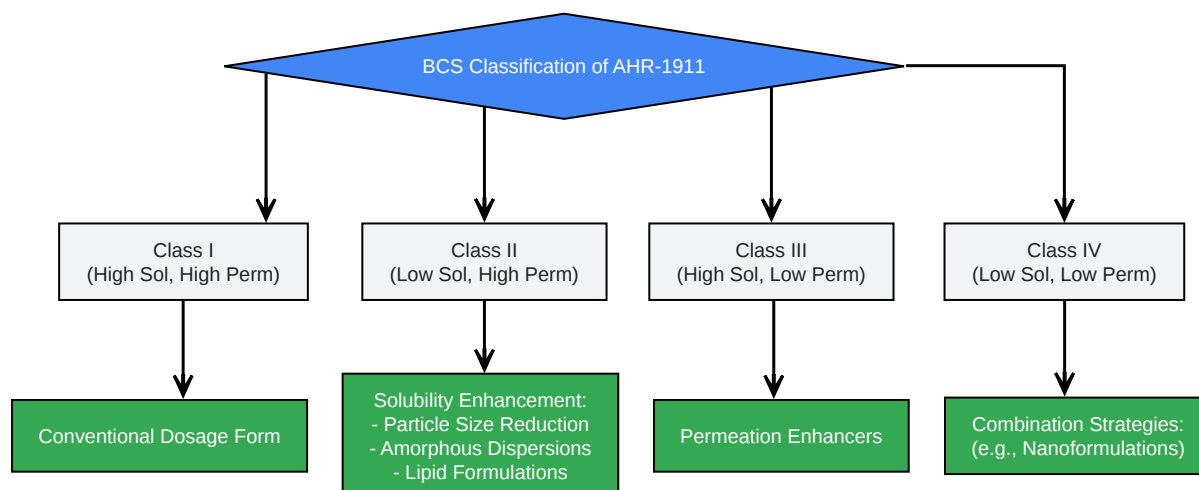 BCS Classification of AHR-1911
Class I
(High Sol, High Perm)
Class II
(Low Sol, High Perm)
Class III
(High Sol, Low Perm)
Class IV
(Low Sol, Low Perm)
Conventional Dosage Form
Solubility Enhancement:
- Particle Size Reduction
- Amorphous Dispersions
- Lipid Formulations
Permeation Enhancers
Combination Strategies:
(e.g., Nanoformulations)